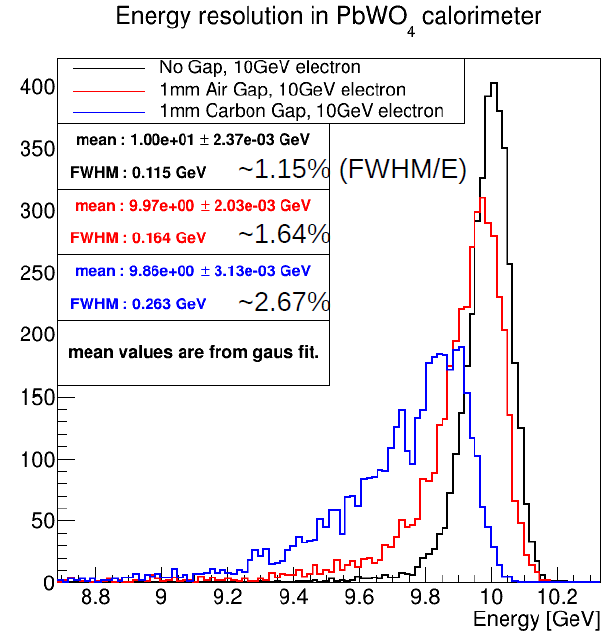 Energy resolution in PbWO4 calorimeter
No Gap, 10GeV electron
1mm Air Gap, 10GeV electron
1mm Carbon Gap, 10GeV electron
mean : 1.00e+01 ± 2.37e-03 GeV
FWHM : 0.115 GeV ~1.15% (FWHM/E)
mean : 9.97e+00 ± 2.03e-03 GeV
FWHM : 0.164 GeV ~1.64%
mean : 9.86e+00 ± 3.13e-03 GeV
FWHM : 0.263 GeV ~2.67%
mean values are from gaus fit.
400
350
300
250
200
150
100
50
0
8.8 9 9.2 9.4 9.6 9.8 10 10.2
Energy [GeV]